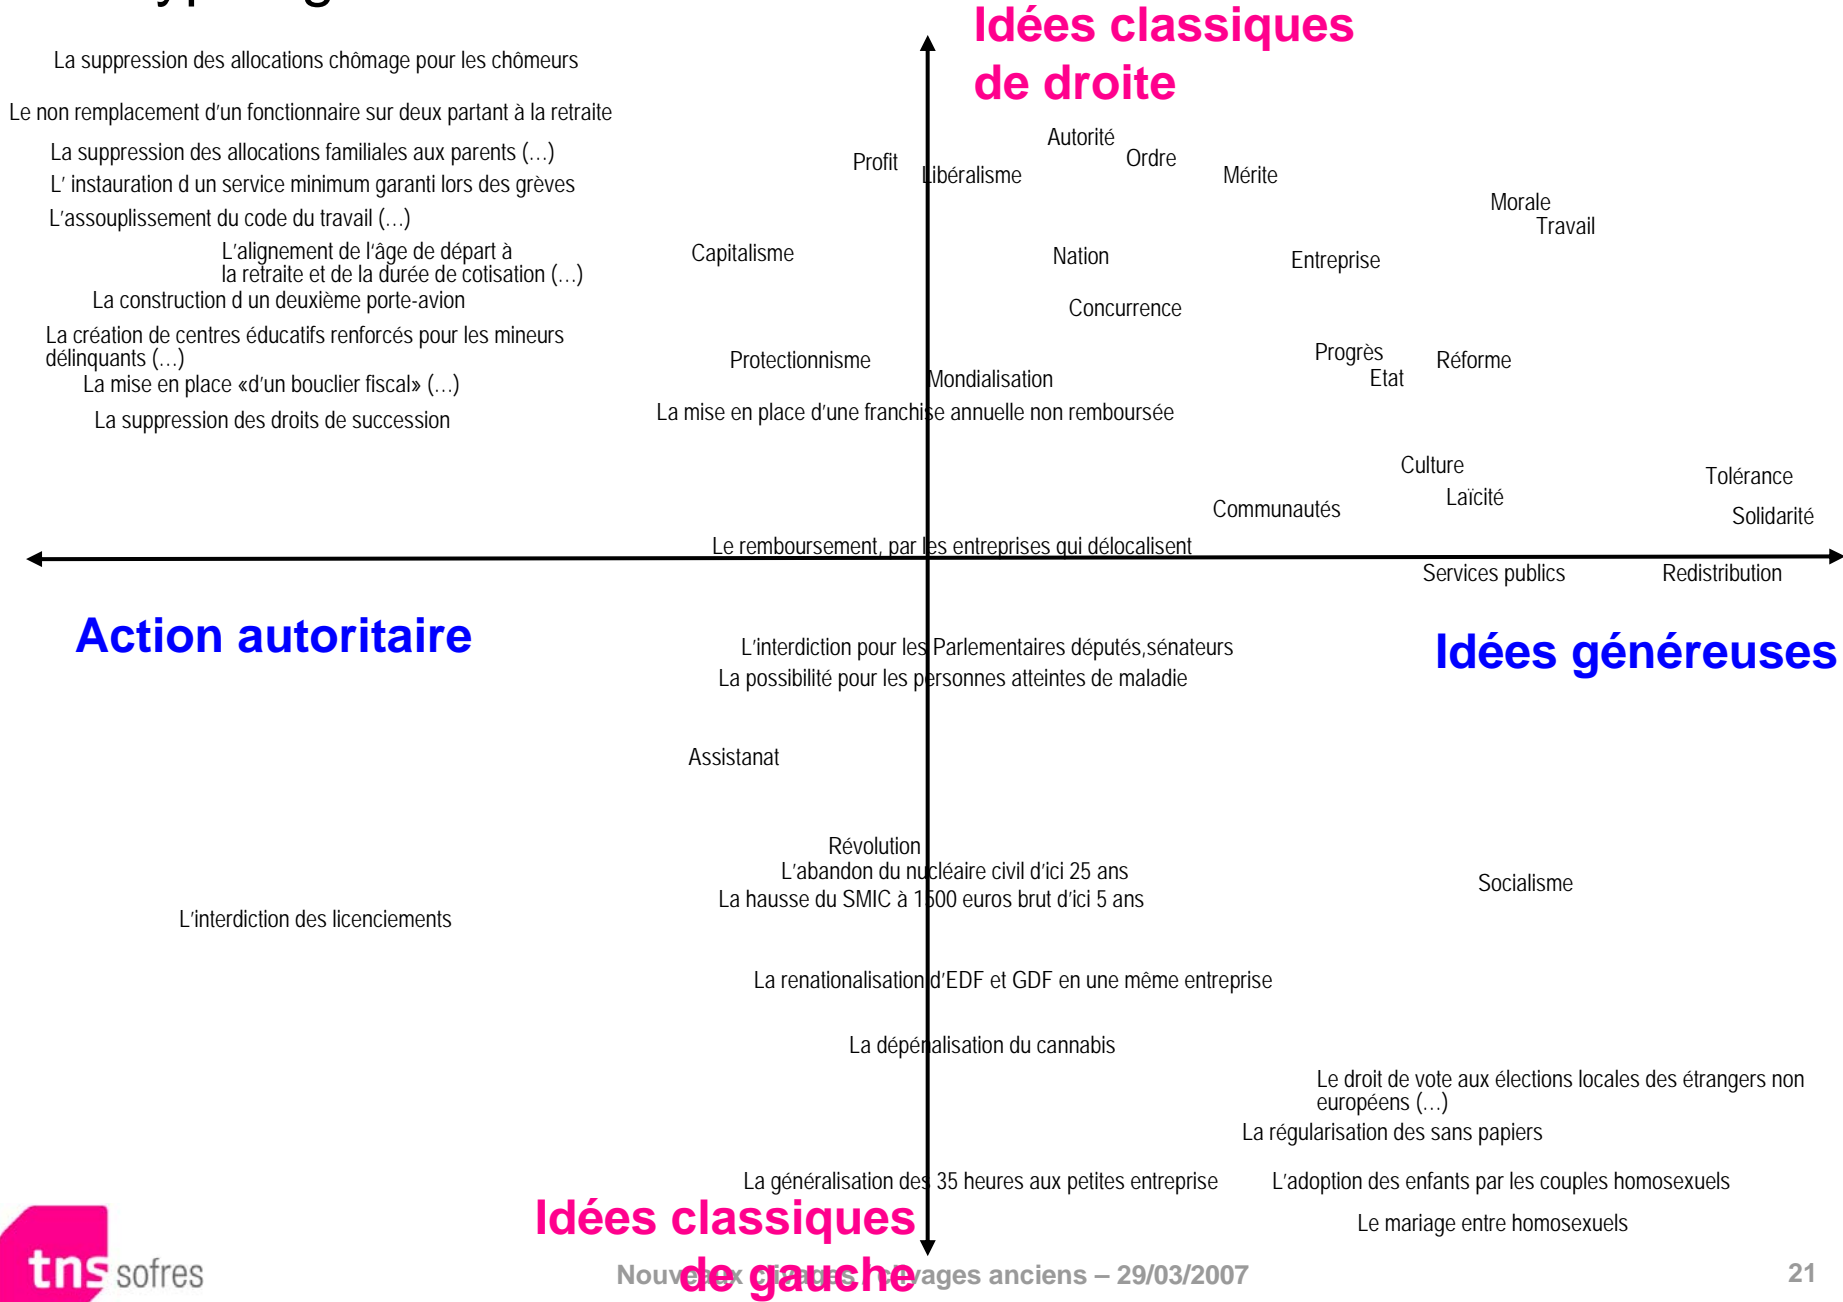 Idées classiques
de droite
La suppression des allocations chômage pour les chômeurs
Le non remplacement d'un fonctionnaire sur deux partant à la retraite
La suppression des allocations familiales aux parents (…)
L' instauration d un service minimum garanti lors des grèves
L'assouplissement du code du travail (…)
L'alignement de l'âge de départ à
la retraite et de la durée de cotisation (…)
La construction d un deuxième porte-avion
La création de centres éducatifs renforcés pour les mineurs
délinquants (…)
La mise en place «d'un bouclier fiscal» (…)
La suppression des droits de succession
Autorité
Ordre
Profit
Libéralisme
Mérite
Morale
Travail
Capitalisme
Nation
Entreprise
Concurrence
Protectionnisme
Progrès
Réforme
Mondialisation
Etat
La mise en place d'une franchise annuelle non remboursée
Culture
Tolérance
Laïcité
Communautés
Solidarité
Le remboursement, par les entreprises qui délocalisent
Services publics
Redistribution
Action autoritaire
Idées généreuses
L'interdiction pour les Parlementaires députés,sénateurs
La possibilité pour les personnes atteintes de maladie
Assistanat
Révolution
L'abandon du nucléaire civil d'ici 25 ans
La hausse du SMIC à 1500 euros brut d'ici 5 ans
Socialisme
L'interdiction des licenciements
La renationalisation d'EDF et GDF en une même entreprise
La dépénalisation du cannabis
Le droit de vote aux élections locales des étrangers non
européens (…)
La régularisation des sans papiers
La généralisation des 35 heures aux petites entreprise
L'adoption des enfants par les couples homosexuels
Le mariage entre homosexuels
Idées classiques
de gauche
tns sofres
Nouveaux clivages / clivages anciens – 29/03/2007
21